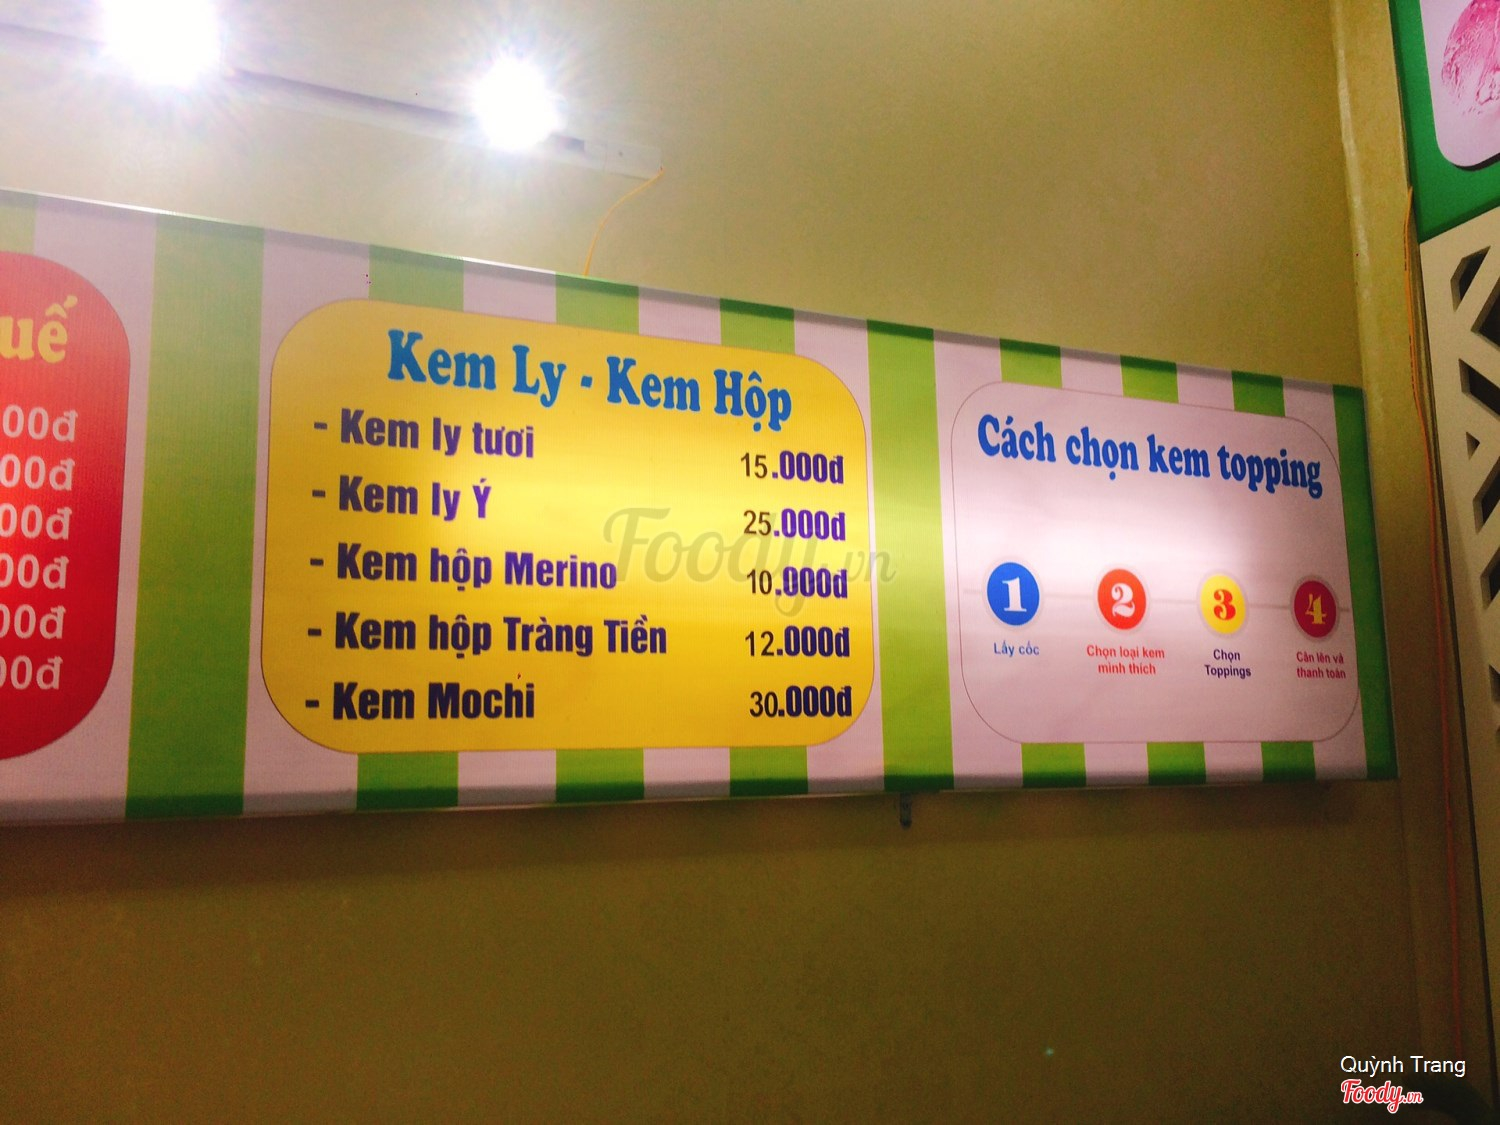 uế
00đ
00đ
00đ
00đ
00đ
00đ
Kem Ly - Kem Hộp
- Kem ly tươi 15.000đ
- Kem ly Ý 25.000đ
- Kem hộp Merino 10.000đ
- Kem hộp Tràng Tiền 12.000đ
- Kem Mochi 30.000đ
Foody.vn
Cách chọn kem topping
1 2 3 4
Lấy cốc
Chọn loại kem
mình thích
Chọn
Toppings
Cân lên và
thanh toán
Quỳnh Trang
Foody.vn